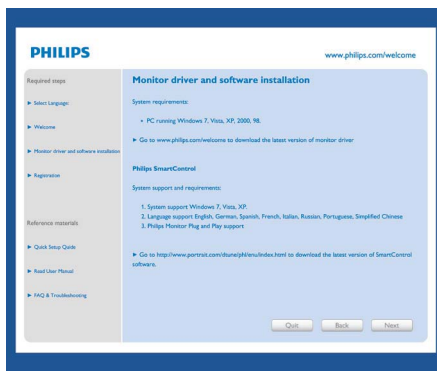 PHILIPS
www.philips.com/welcome
Required steps
Select Language
Welcome
Monitor driver and software installation
Registration
Reference materials
Quick Setup Guide
Read User Manual
FAQ & Troubleshooting
Monitor driver and software installation
System requirements:
• PC running Windows 7, Vista, XP, 2000, 98.
Go to www.philips.com/welcome to download the latest version of monitor driver
Philips SmartControl
System support and requirements:
1. System support Windows 7, Vista, XP.
2. Language support English, German, Spanish, French, Italian, Russian, Portuguese, Simplified Chinese
3. Philips Monitor Plug and Play support
Go to http://www.portrait.com/dtune/phl/enu/index.html to download the latest version of SmartControl
software.
Quit
Back
Next